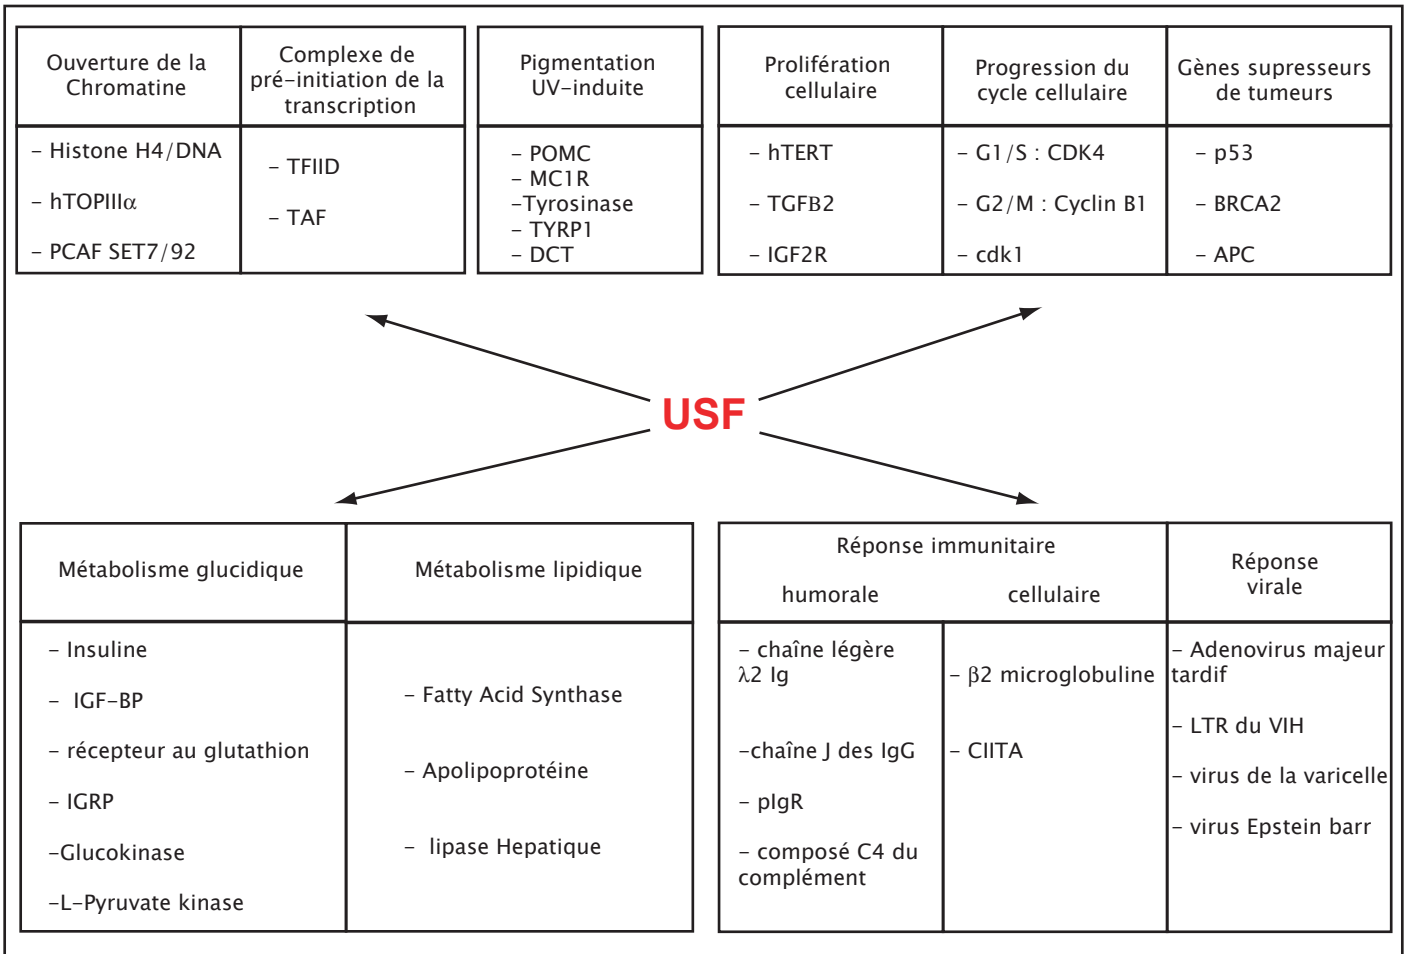 Ouverture de la
Chromatine
Complexe de
pré-initiation de la
transcription
Pigmentation
UV-induite
Prolifération
cellulaire
Progression du
cycle cellulaire
Gènes supresseurs
de tumeurs
- Histone H4/DNA
- hTOPIIIα
- PCAF SET7/92
- TFIID
- TAF
- POMC
- MC1R
-Tyrosinase
- TYRP1
- DCT
- hTERT
- TGFB2
- IGF2R
- G1/S : CDK4
- G2/M : Cyclin B1
- cdk1
- p53
- BRCA2
- APC
USF
Métabolisme glucidique
Métabolisme lipidique
- Insuline
- IGF-BP
- récepteur au glutathion
- IGRP
-Glucokinase
-L-Pyruvate kinase
- Fatty Acid Synthase
- Apolipoprotéine
- lipase Hepatique
Réponse immunitaire
humorale
cellulaire
Réponse
virale
- chaîne légère
λ2 Ig
-chaîne J des IgG
- pIgR
- composé C4 du
complément
- β2 microglobuline
- CIITA
- Adenovirus majeur
tardif
- LTR du VIH
- virus de la varicelle
- virus Epstein barr